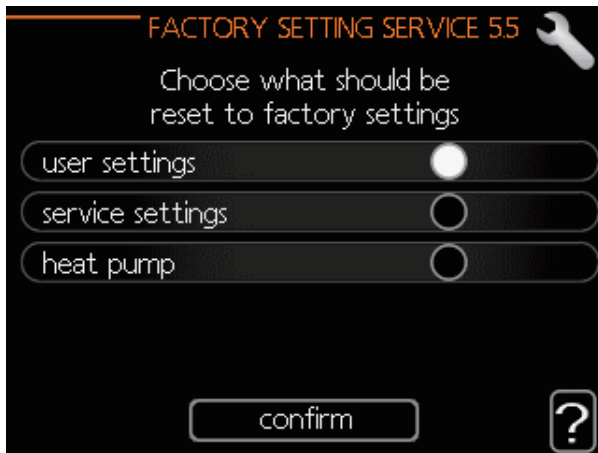 FACTORY SETTING SERVICE 5.5
Choose what should be
reset to factory settings
user settings
service settings
heat pump
confirm
?